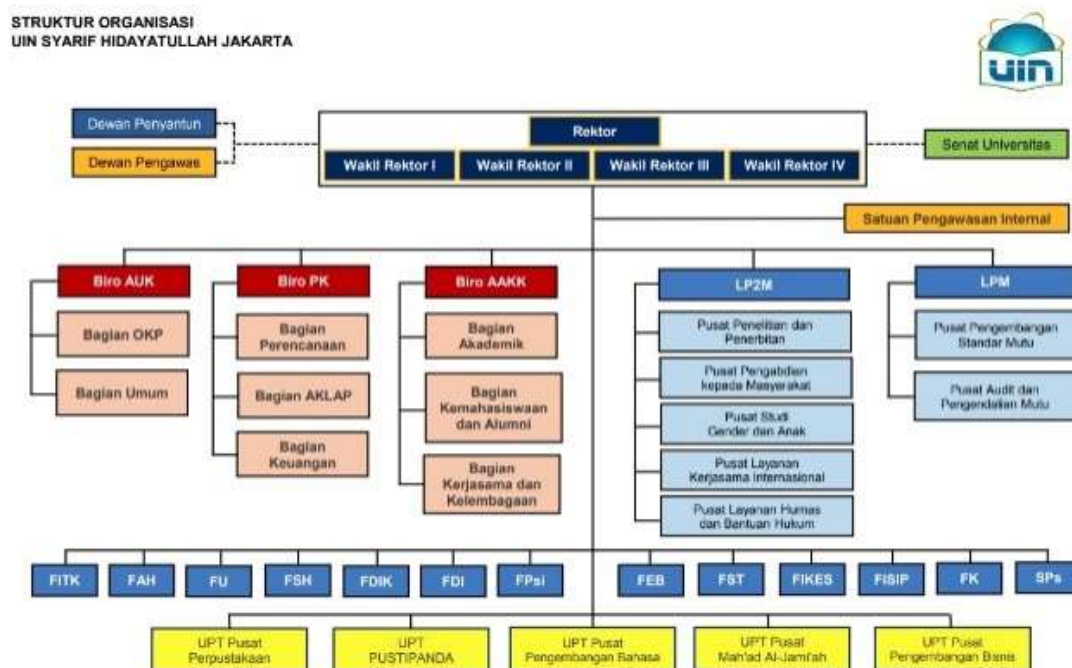 STRUKTUR ORGANISASI
UIN SYARIF HIDAYATULLAH JAKARTA
uin
Dewan Penyantun
Dewan Pengawas
Rektor
Wakil Rektor I
Wakil Rektor II
Wakil Rektor III
Wakil Rektor IV
Senat Universitas
Satuan Pengawasan Internal
Biro AUK
Biro PK
Biro AAKK
LP2M
LPM
Bagian OKP
Bagian Umum
Bagian
Perencanaan
Bagian AKLAP
Bagian
Keuangan
Bagian
Akademik
Bagian
Kemahasiswaan
dan Alumni
Bagian
Kerjasama dan
Kelembagaan
Pusat Penelitian dan
Penerbitan
Pusat Pengabdian
kepada Masyarakat
Pusat Studi
Gender dan Anak
Pusat Layanan
Kerjasama Internasional
Pusat Layanan Humas
dan Bantuan Hukum
Pusat Pengembangan
Standar Mutu
Pusat Audit dan
Pengendalian Mutu
FITK
FAH
FU
FSH
FDIK
FDI
FPsi
FEB
FST
FIKES
FISIP
FK
SPs
UPT Pusat
Perpustakaan
UPT
PUSTIPANDA
UPT Pusat
Pengembangan Bahasa
UPT Pusat
Mah'ad Al-Jami'ah
UPT Pusat
Pengembangan Bisnis